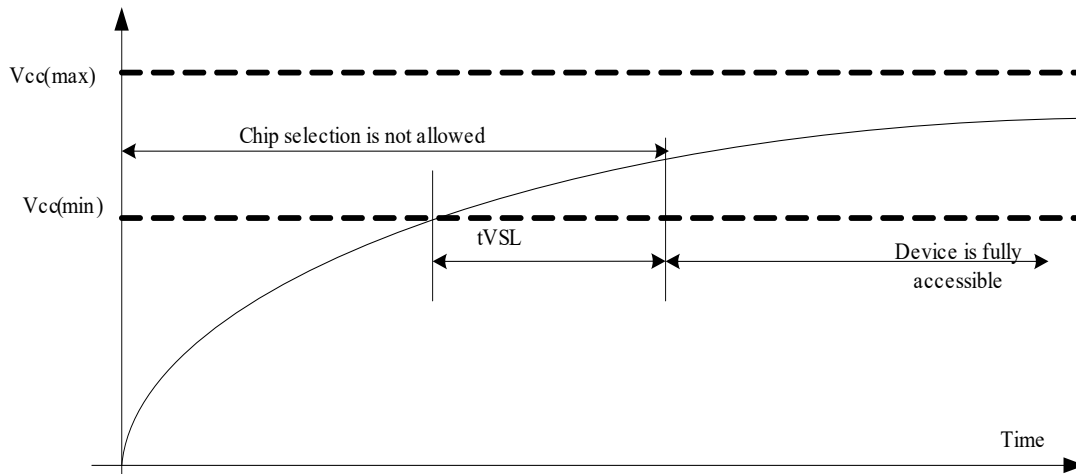 Vcc(max)
Chip selection is not allowed
Vcc(min)
tVSL
Device is fully
accessible
Time